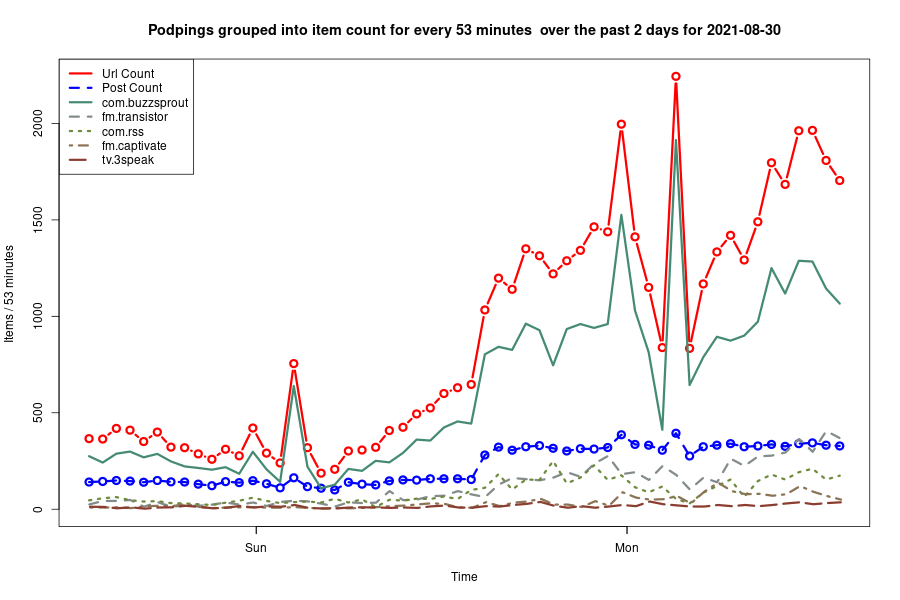 Podpings grouped into item count for every 53 minutes  over the past 2 days for 2021-08-30
Url Count
Post Count
com.buzzsprout
fm.transistor
com.rss
fm.captivate
tv.3speak
Items / 53 minutes
2000
1500
1000
500
0
Sun
Mon
Time